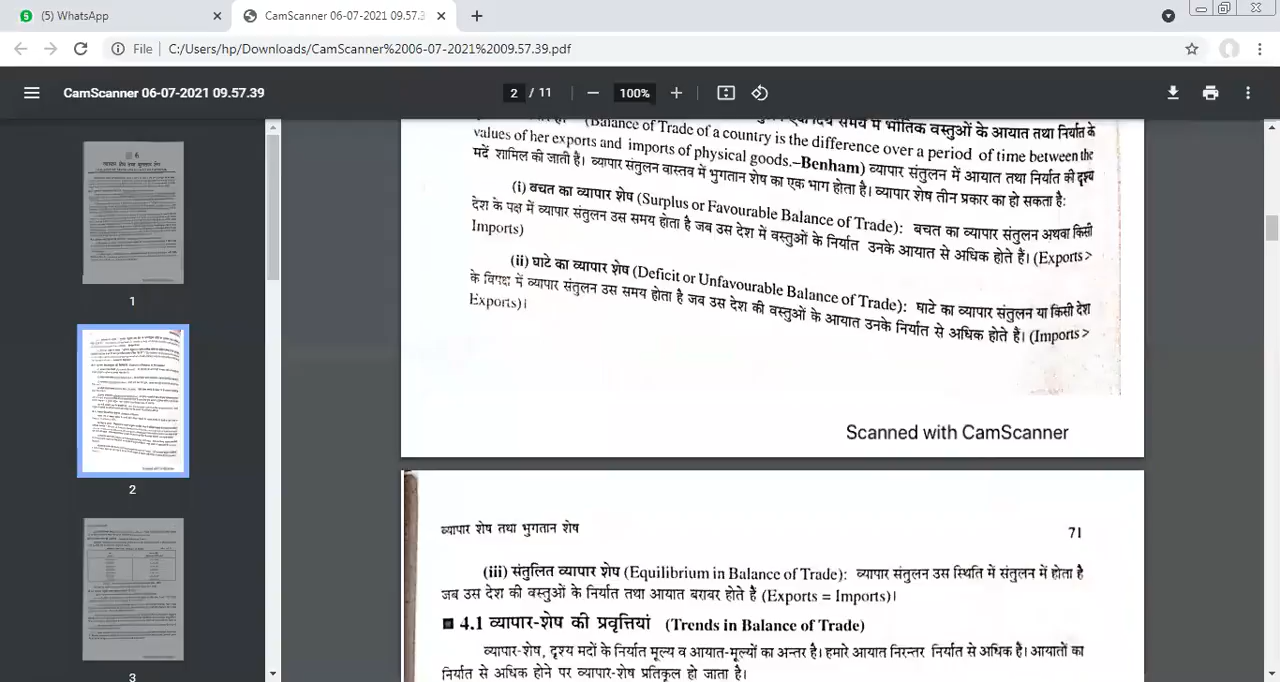 (5) WhatsApp
CamScanner 06-07-2021 09.57.3
File
C:/Users/hp/Downloads/CamScanner%2006-07-2021%2009.57.39.pdf
CamScanner 06-07-2021 09.57.39
2 / 11
100%
समय में भौतिक वस्तुओं के आयात तथा निर्यात के
(Balance of Trade of a country is the difference over a period of time between the
values of her exports and imports of physical goods.–Benham) व्यापार संतुलन में आयात तथा निर्यात की दृश्य
मदें शामिल की जाती हैं। व्यापार संतुलन वास्तव में भुगतान शेष का एक भाग होता है। व्यापार शेष तीन प्रकार का हो सकता है:
(i) बचत का व्यापार शेष (Surplus or Favourable Balance of Trade): बचत का व्यापार संतुलन अथवा किसी
देश के पक्ष में व्यापार संतुलन उस समय होता है जब उस देश में वस्तुओं के निर्यात उनके आयात से अधिक होते हैं। (Exports >
Imports)
(ii) घाटे का व्यापार शेष (Deficit or Unfavourable Balance of Trade): घाटे का व्यापार संतुलन या किसी देश
के विपक्ष में व्यापार संतुलन उस समय होता है जब उस देश की वस्तुओं के आयात उनके निर्यात से अधिक होते हैं। (Imports >
Exports)।
Spanned with CamScanner
व्यापार शेष तथा भुगतान शेष 71
(iii) संतुलित व्यापार शेष (Equilibrium in Balance of Trade): व्यापार संतुलन उस स्थिति में संतुलन में होता है
जब उस देश की वस्तुओं के निर्यात तथा आयात बराबर होते हैं (Exports = Imports)।
4.1 व्यापार-शेष की प्रवृत्तियां (Trends in Balance of Trade)
व्यापार-शेष, दृश्य मदों के निर्यात मूल्य व आयात-मूल्यों का अन्तर है। हमारे आयात निरन्तर निर्यात से अधिक है। आयातों का
निर्यात से अधिक होने पर व्यापार-शेष प्रतिकूल हो जाता है।
1
2
3